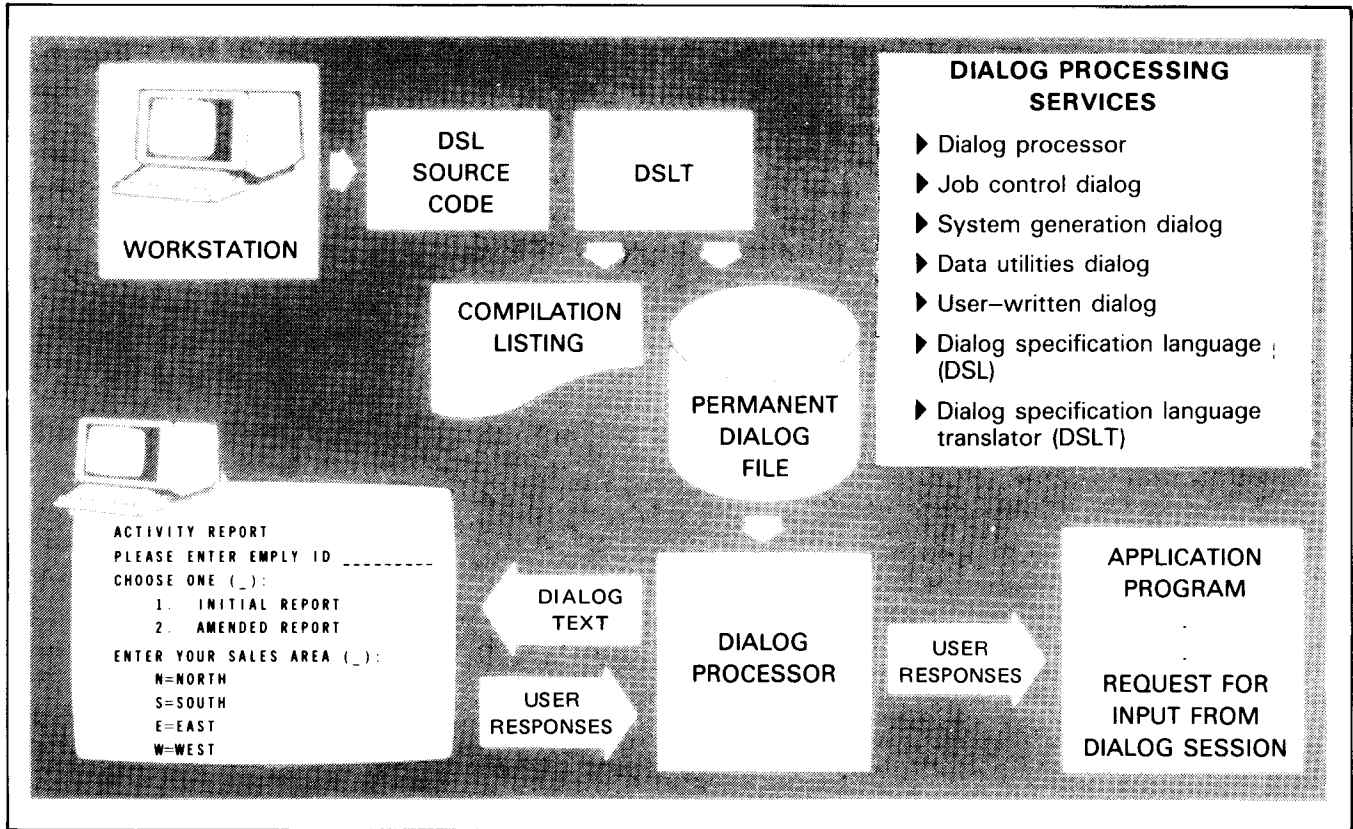 WORKSTATION
DSL
SOURCE
CODE
DSLT
COMPILATION
LISTING
PERMANENT
DIALOG
FILE
DIALOG PROCESSING
SERVICES
Dialog processor
Job control dialog
System generation dialog
Data utilities dialog
User–written dialog
Dialog specification language
(DSL)
Dialog specification language
translator (DSLT)
ACTIVITY REPORT
PLEASE ENTER EMPLY ID _________
CHOOSE ONE (_):
1. INITIAL REPORT
2. AMENDED REPORT
ENTER YOUR SALES AREA (_):
N=NORTH
S=SOUTH
E=EAST
W=WEST
DIALOG
TEXT
USER
RESPONSES
DIALOG
PROCESSOR
USER
RESPONSES
APPLICATION
PROGRAM
.
.
REQUEST FOR
INPUT FROM
DIALOG SESSION